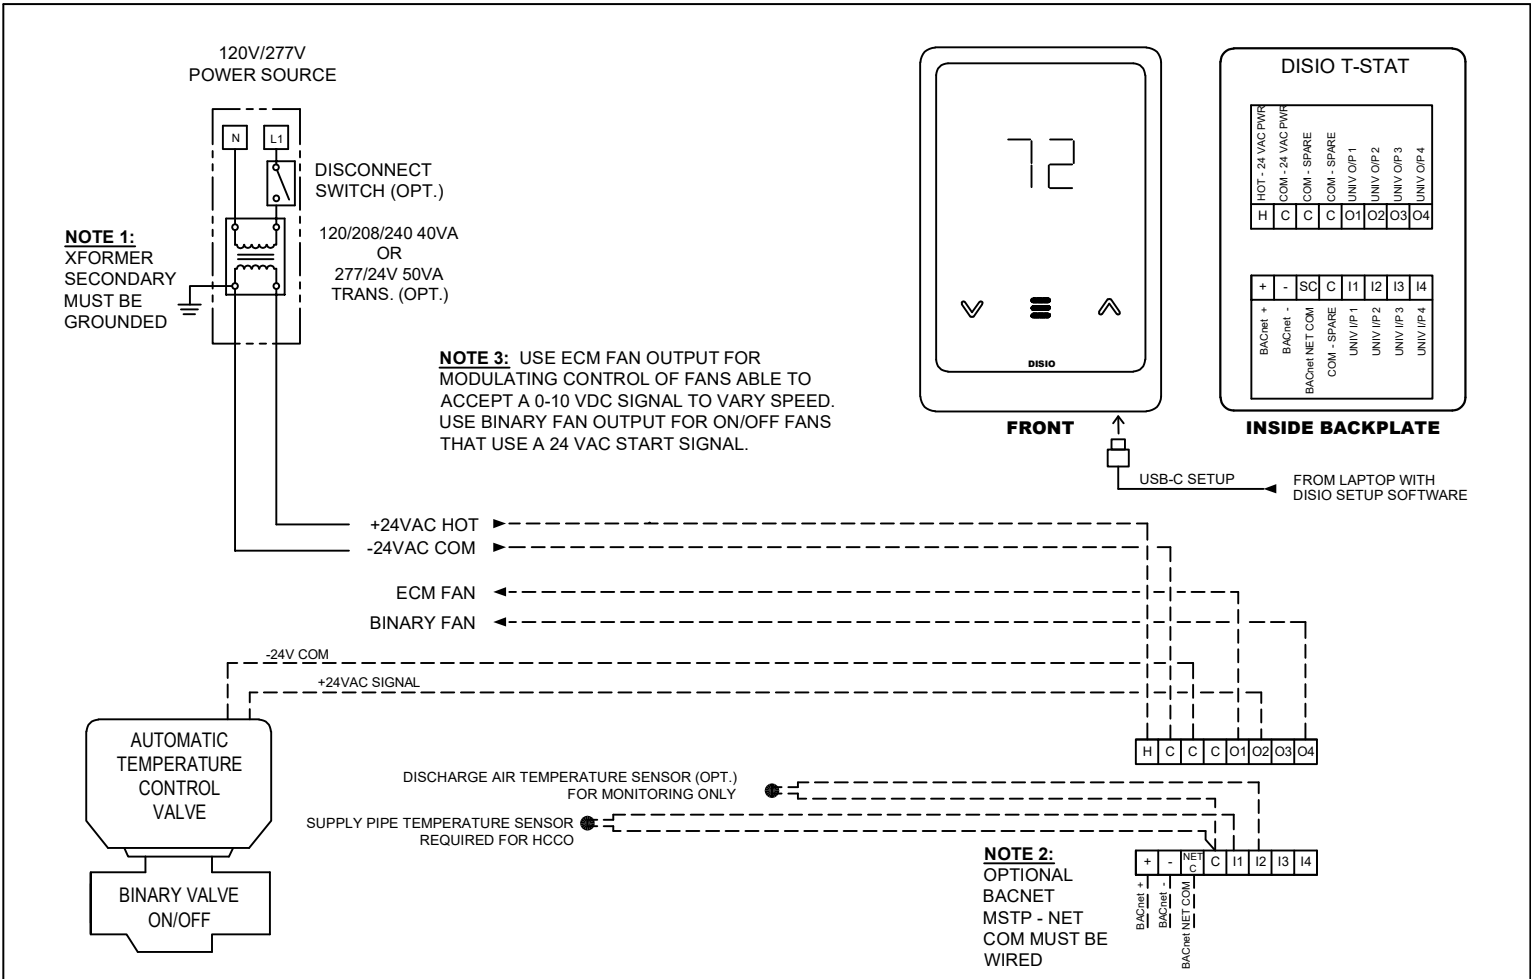 120V/277V
POWER SOURCE
N
L1
DISCONNECT
SWITCH (OPT.)
120/208/240 40VA
OR
277/24V 50VA
TRANS. (OPT.)
NOTE 1:
XFORMER
SECONDARY
MUST BE
GROUNDED
NOTE 3: USE ECM FAN OUTPUT FOR
MODULATING CONTROL OF FANS ABLE TO
ACCEPT A 0-10 VDC SIGNAL TO VARY SPEED.
USE BINARY FAN OUTPUT FOR ON/OFF FANS
THAT USE A 24 VAC START SIGNAL.
72
DISIO
FRONT
DISIO T-STAT
HOT - 24 VAC PWR
COM - 24 VAC PWR
COM - SPARE
COM - SPARE
UNIV O/P 1
UNIV O/P 2
UNIV O/P 3
UNIV O/P 4
H C C C O1 O2 O3 O4
+ - SC C I1 I2 I3 I4
BACnet +
BACnet -
BACnet NET COM
COM - SPARE
UNIV I/P 1
UNIV I/P 2
UNIV I/P 3
UNIV I/P 4
INSIDE BACKPLATE
USB-C SETUP
FROM LAPTOP WITH
DISIO SETUP SOFTWARE
+24VAC HOT
-24VAC COM
ECM FAN
BINARY FAN
-24V COM
+24VAC SIGNAL
AUTOMATIC
TEMPERATURE
CONTROL
VALVE
BINARY VALVE
ON/OFF
H C C C O1 O2 O3 O4
DISCHARGE AIR TEMPERATURE SENSOR (OPT.)
FOR MONITORING ONLY
SUPPLY PIPE TEMPERATURE SENSOR
REQUIRED FOR HCCO
NOTE 2:
OPTIONAL
BACNET
MSTP - NET
COM MUST BE
WIRED
+ - NET C C I1 I2 I3 I4
BACnet +
BACnet -
BACnet NET COM